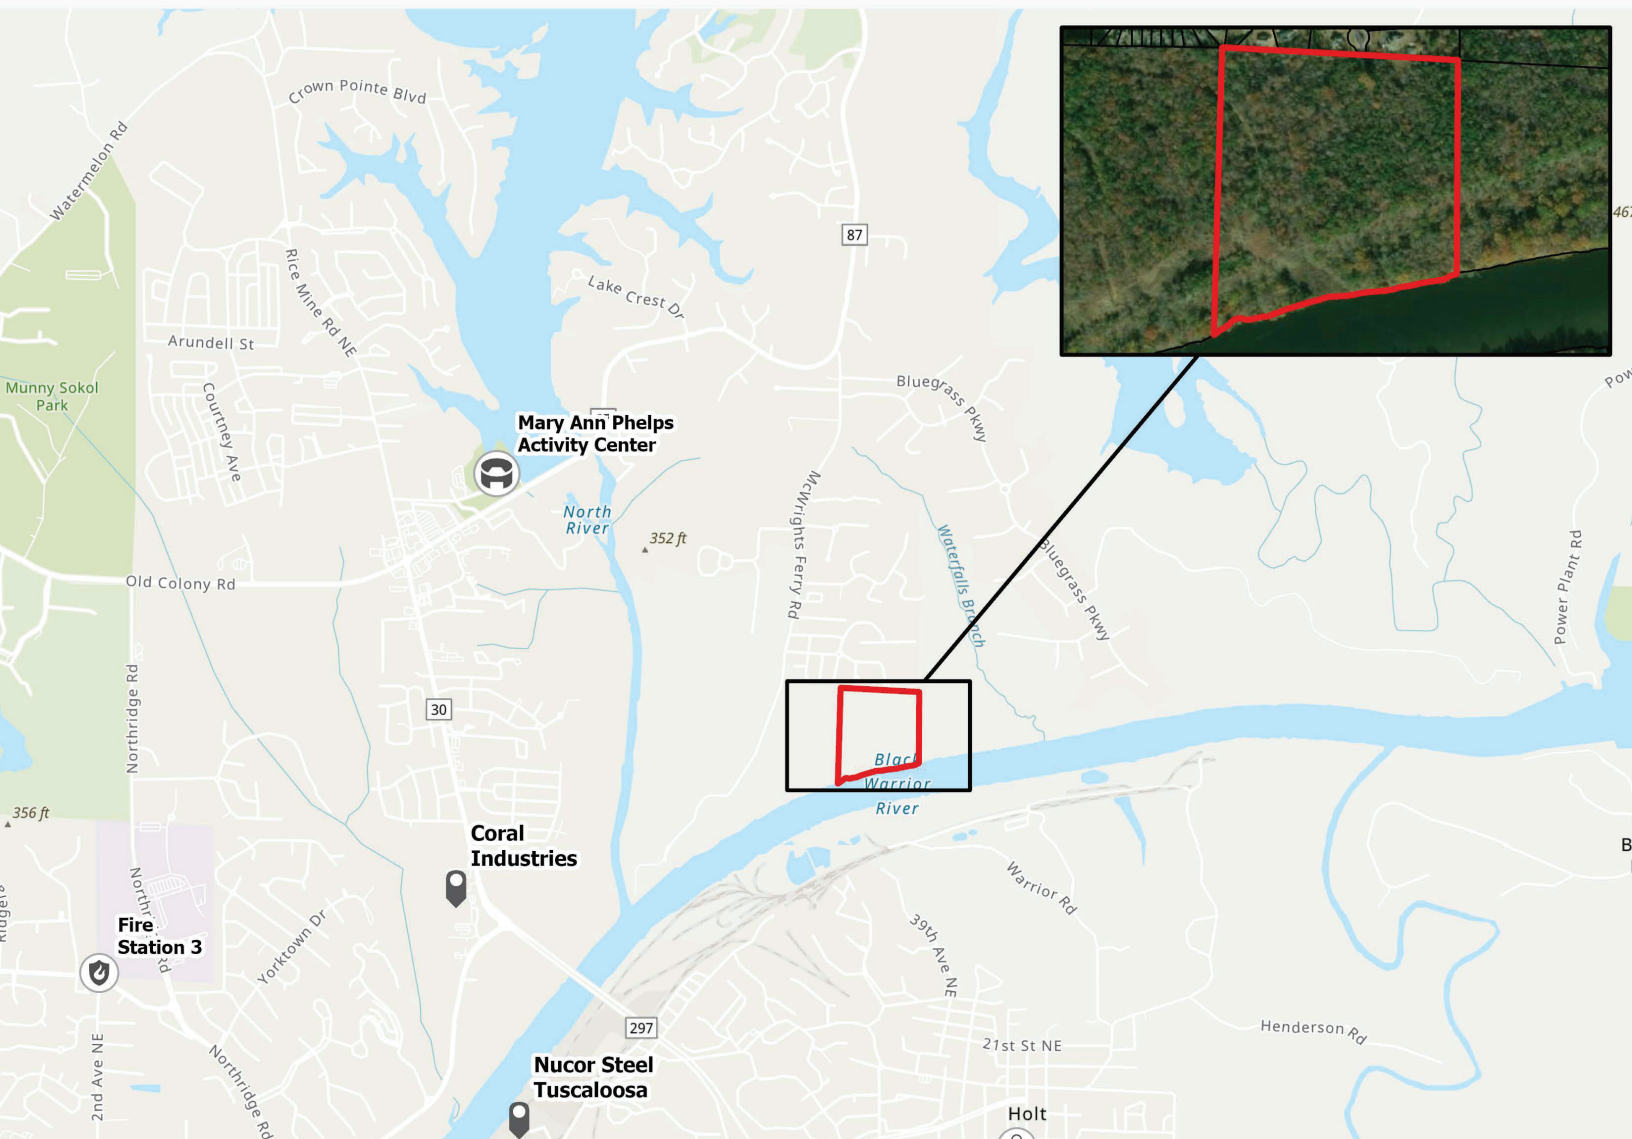 Crown Pointe Blvd
Watermelon Rd
467
87
Rice Mine Rd NE
Lake Crest Dr
Arundell St
Munny Sokol
Park
Courtney Ave
Bluegrass Pkwy
Mary Ann Phelps
Activity Center
McWrights Ferry Rd
North
River
352 ft
Waterfalls Branch
Bluegrass Pkwy
Power Plant Rd
Old Colony Rd
Northridge Rd
30
Black
Warrior
River
356 ft
Coral
Industries
Warrior Rd
Fire
Station 3
Yorktown Dr
39th Ave NE
297
Henderson Rd
21st St NE
2nd Ave NE
Northridge Rd
Nucor Steel
Tuscaloosa
Holt